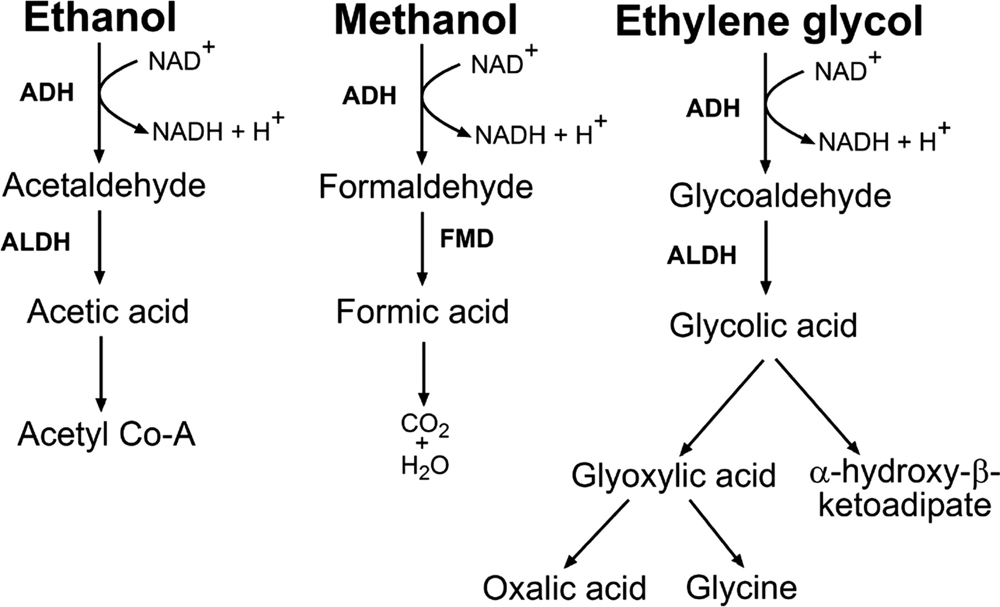 Ethanol
NAD+
ADH
NADH + H+
Acetaldehyde
ALDH
Acetic acid
Acetyl Co-A
Methanol
NAD+
ADH
NADH + H+
Formaldehyde
FMD
Formic acid
CO2
+
H2O
Ethylene glycol
NAD+
ADH
NADH + H+
Glycoaldehyde
ALDH
Glycolic acid
Glyoxylic acid
α-hydroxy-β-
ketoadipate
Oxalic acid
Glycine